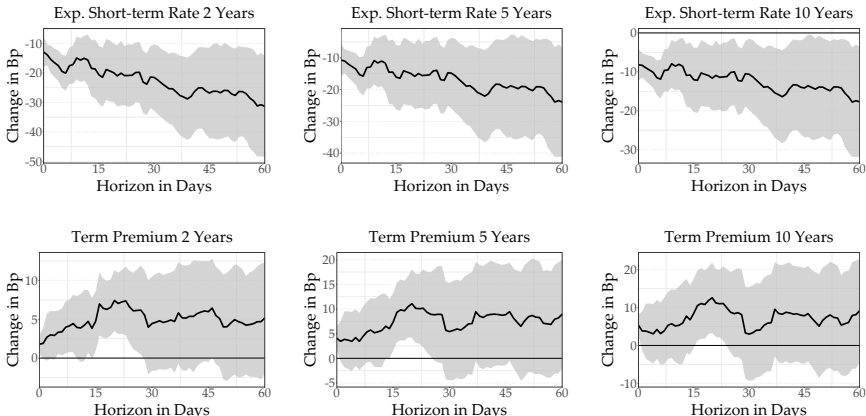 Exp. Short-term Rate 2 Years
Change in Bp
-10
-20
-30
-40
-50
0 15 30 45 60
Horizon in Days
Exp. Short-term Rate 5 Years
Change in Bp
-10
-20
-30
-40
0 15 30 45 60
Horizon in Days
Exp. Short-term Rate 10 Years
Change in Bp
0
-10
-20
-30
0 15 30 45 60
Horizon in Days
Term Premium 2 Years
Change in Bp
10
5
0
0 15 30 45 60
Horizon in Days
Term Premium 5 Years
Change in Bp
20
15
10
5
0
-5
0 15 30 45 60
Horizon in Days
Term Premium 10 Years
Change in Bp
20
10
0
-10
0 15 30 45 60
Horizon in Days